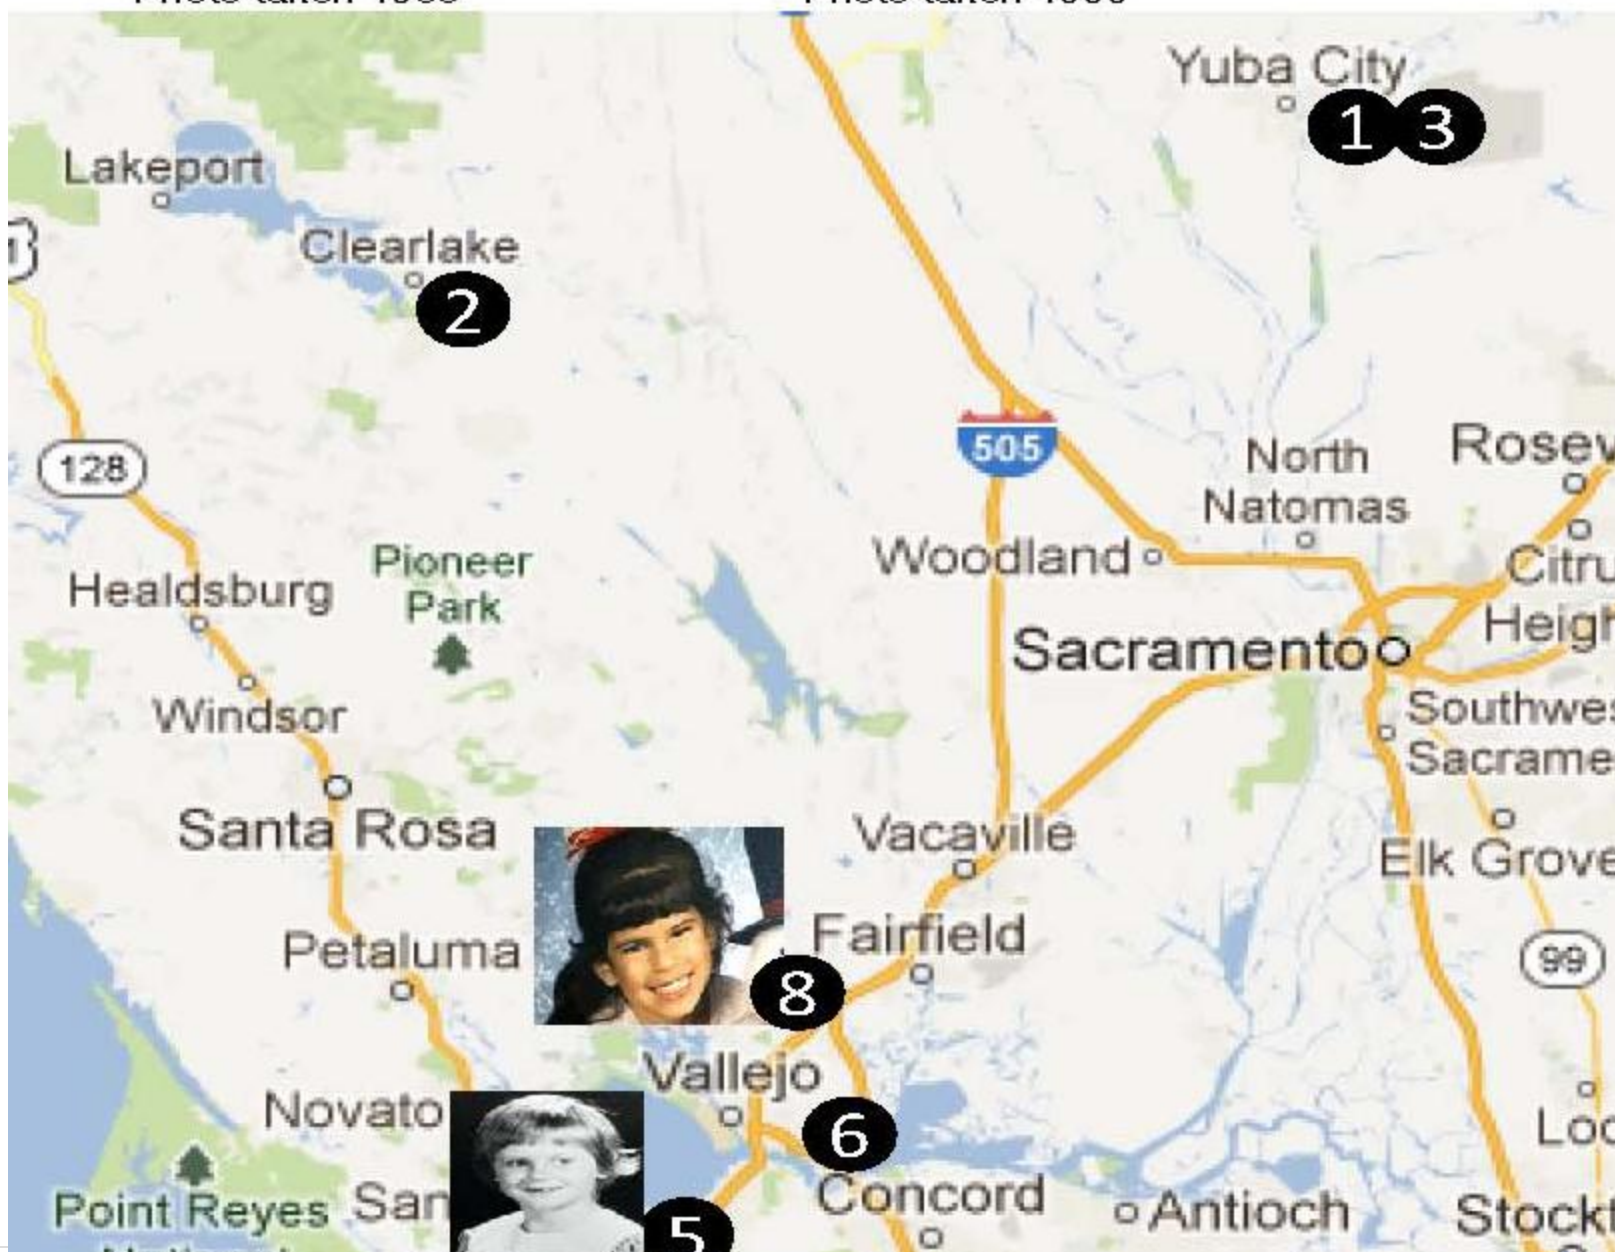 Yuba City
1 3
Lakeport
Clearlake
2
505
128
North
Natomas
Rosev
Woodland
Citru
Heigh
Pioneer
Park
Healdsburg
Sacramento
Windsor
Southwes
Sacrame
Santa Rosa
Vacaville
Elk Grove
Petaluma
Fairfield
99
8
Vallejo
Novato
6
Loc
Point Reyes
San
Concord
Antioch
Stockt
5